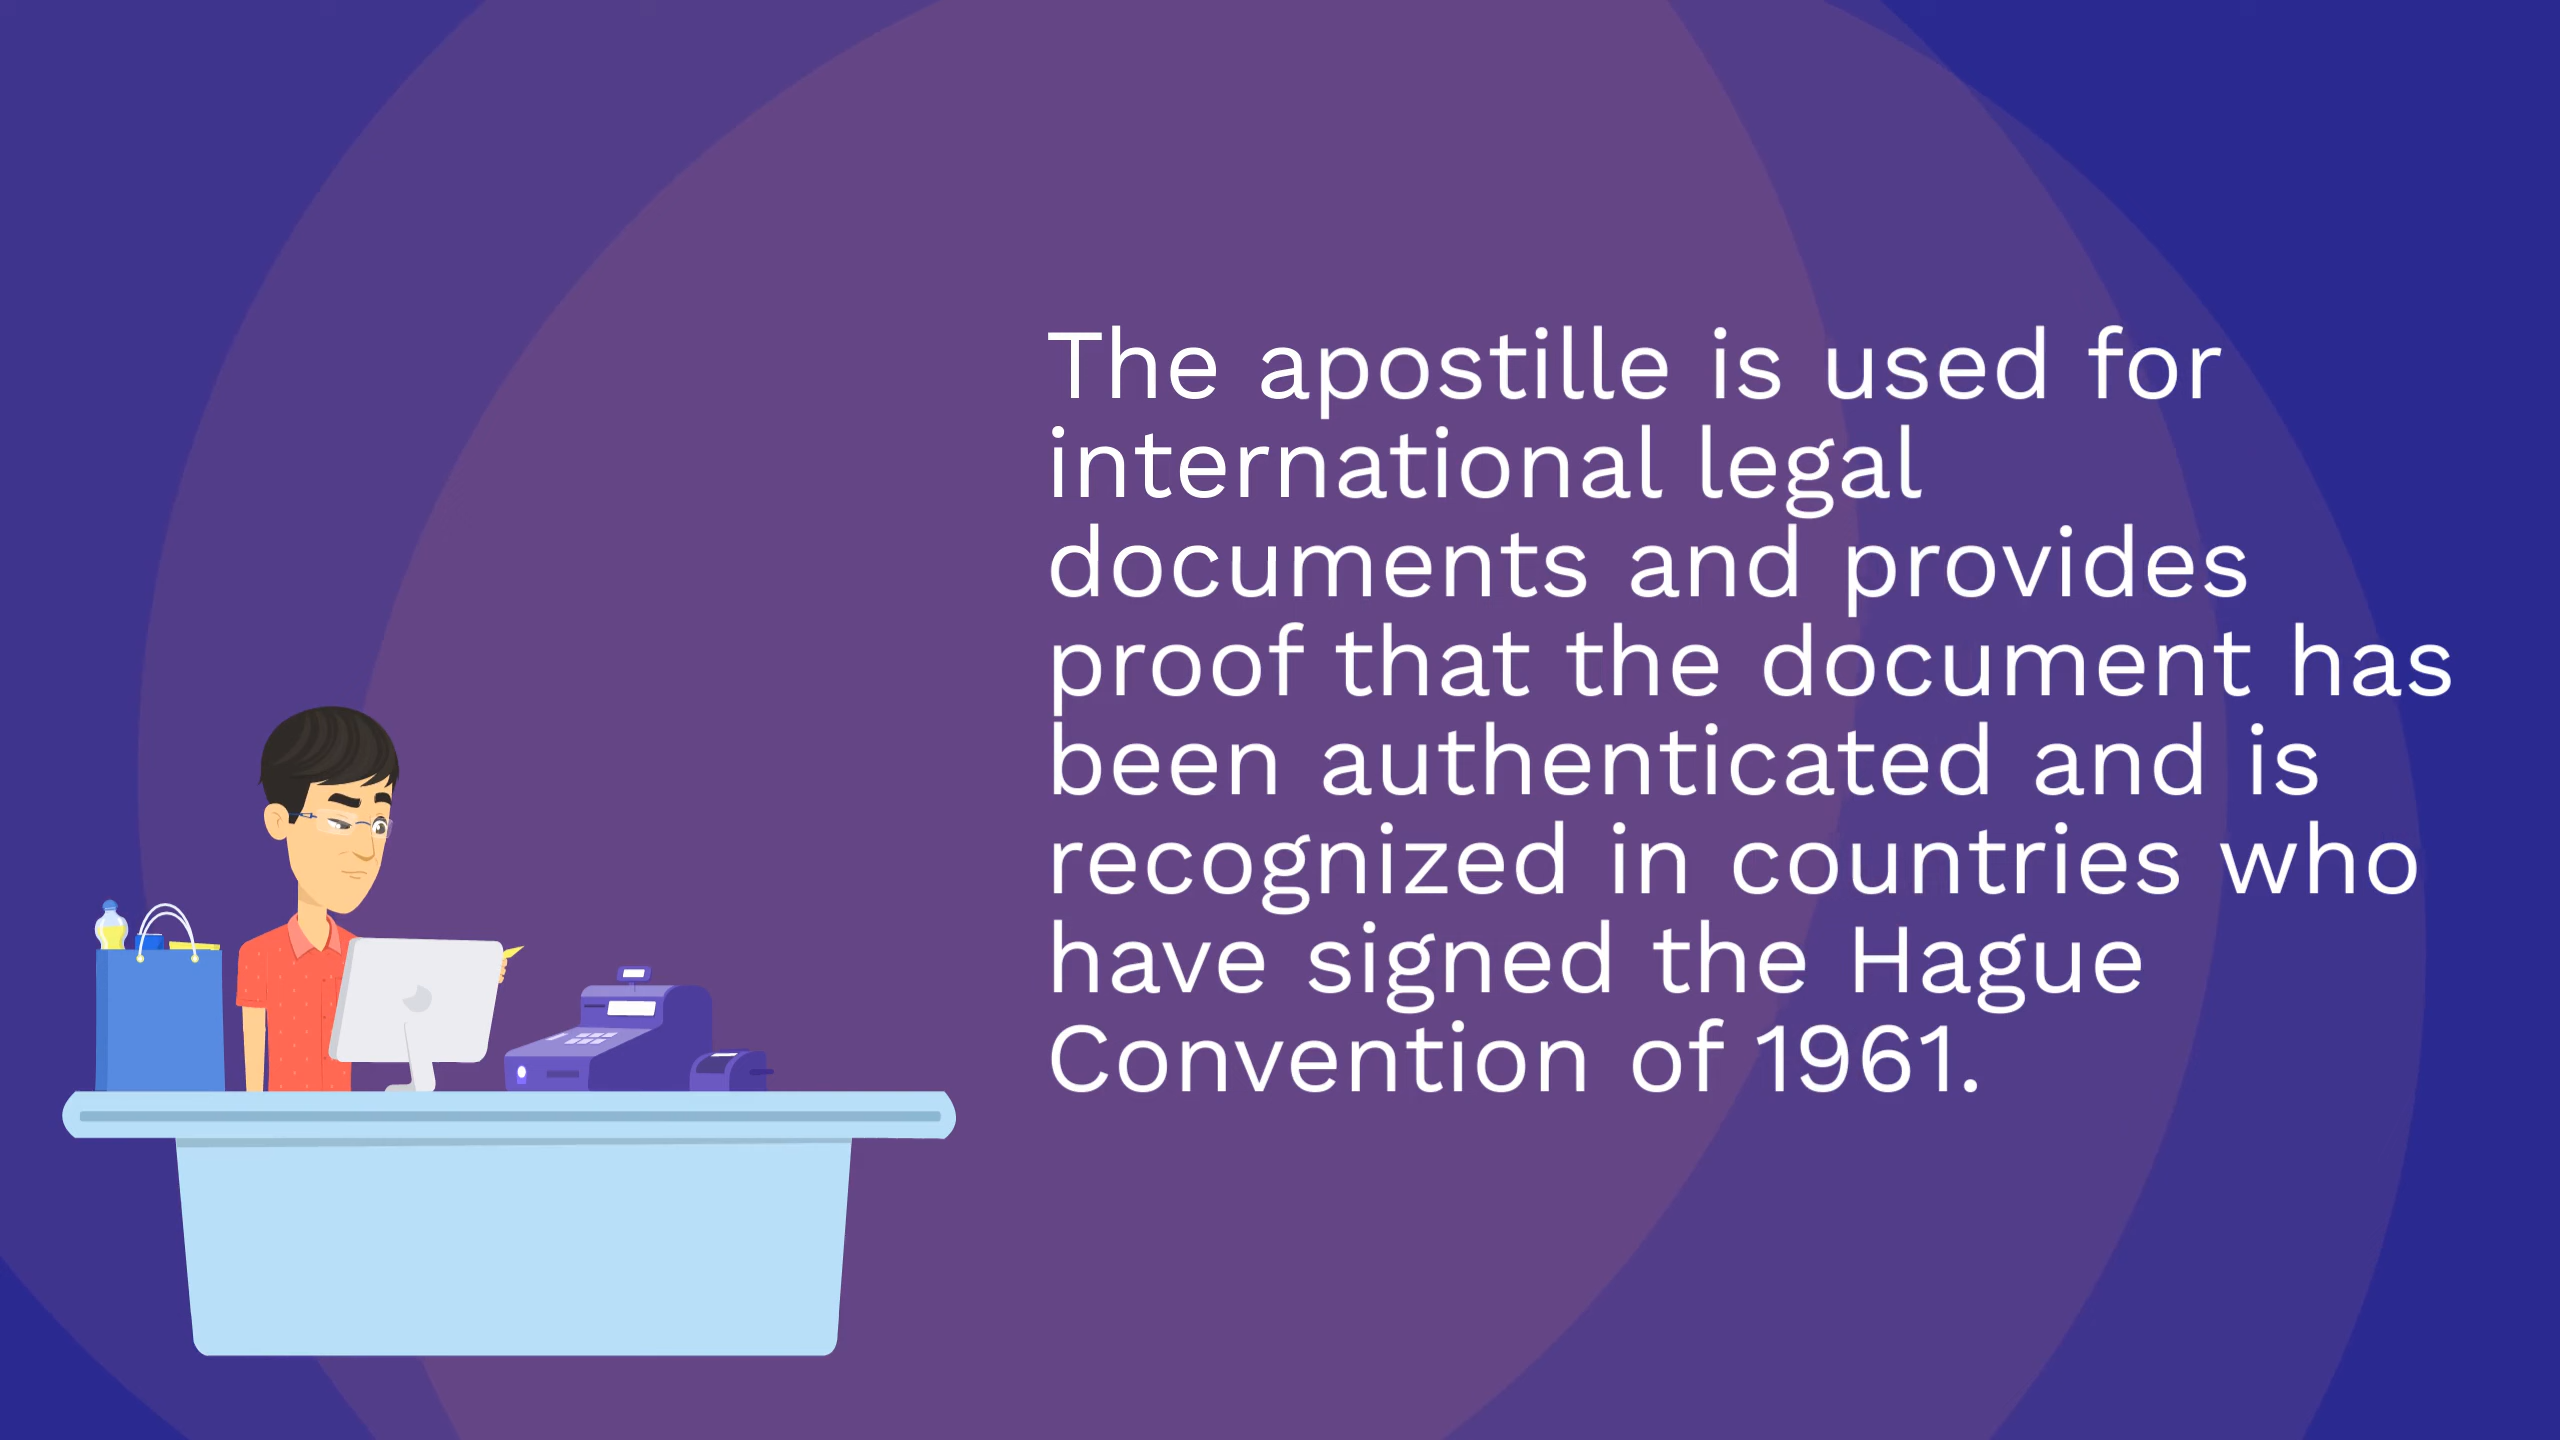 The apostille is used for
international legal
documents and provides
proof that the document has
been authenticated and is
recognized in countries who
have signed the Hague
Convention of 1961.